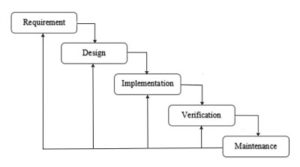 Requirement
Design
Implementation
Verification
Maintenance